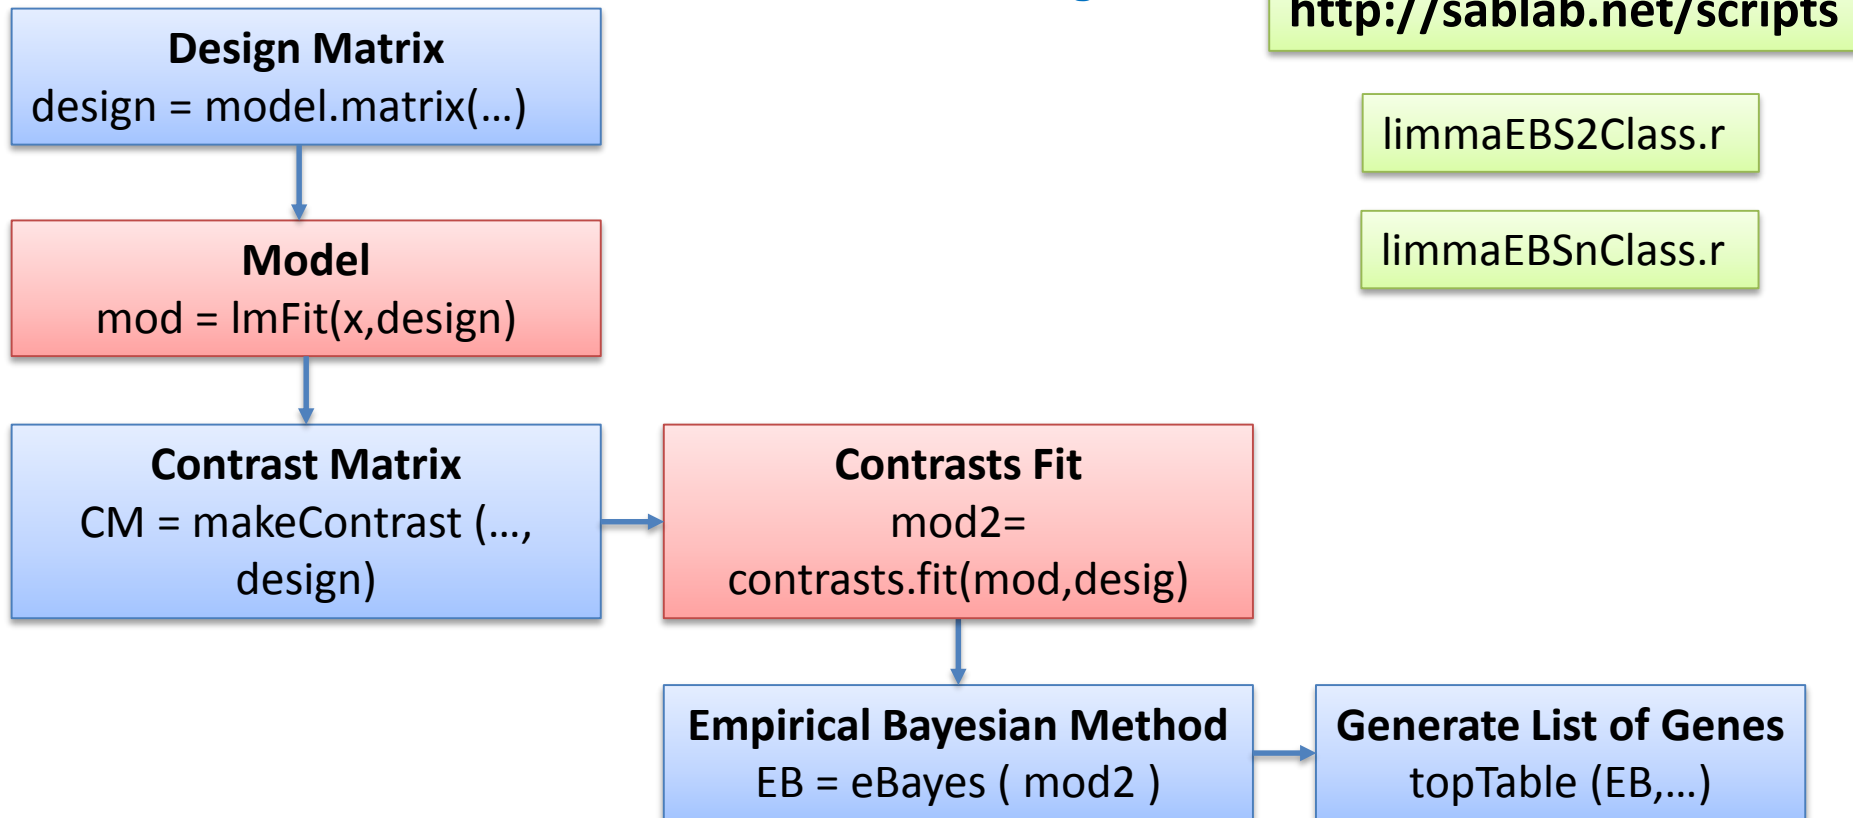 http://sablab.net/scripts
Design Matrix
design = model.matrix(…)
limmaEBS2Class.r
limmaEBSnClass.r
Model
mod = lmFit(x,design)
Contrast Matrix
CM = makeContrast (…,
design)
Contrasts Fit
mod2=
contrasts.fit(mod,desig)
Empirical Bayesian Method
EB = eBayes ( mod2 )
Generate List of Genes
topTable (EB,…)